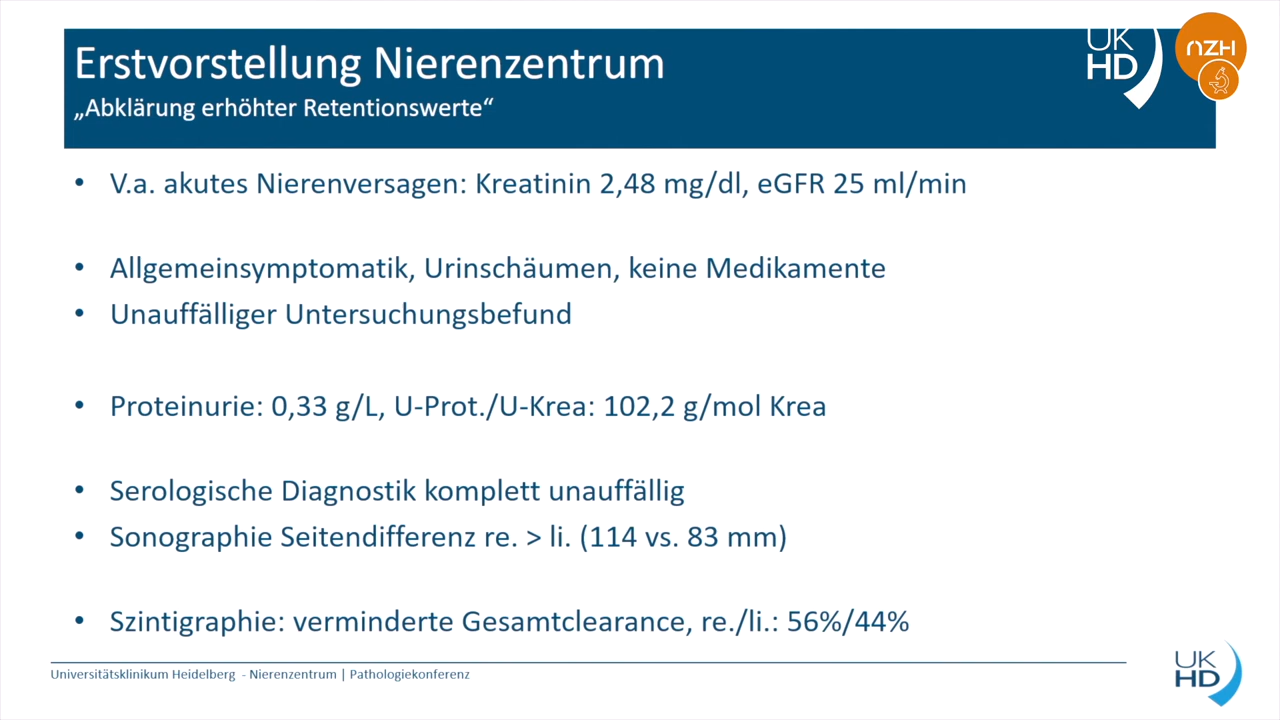 Erstvorstellung Nierenzentrum
„Abklärung erhöhter Retentionswerte“
UK
HD
nZH
• V.a. akutes Nierenversagen: Kreatinin 2,48 mg/dl, eGFR 25 ml/min
• Allgemeinsymptomatik, Urinschäumen, keine Medikamente
• Unauffälliger Untersuchungsbefund
• Proteinurie: 0,33 g/L, U-Prot./U-Krea: 102,2 g/mol Krea
• Serologische Diagnostik komplett unauffällig
• Sonographie Seitendifferenz re. > li. (114 vs. 83 mm)
• Szintigraphie: verminderte Gesamtclearance, re./li.: 56%/44%
Universitätsklinikum Heidelberg - Nierenzentrum | Pathologiekonferenz
UK
HD